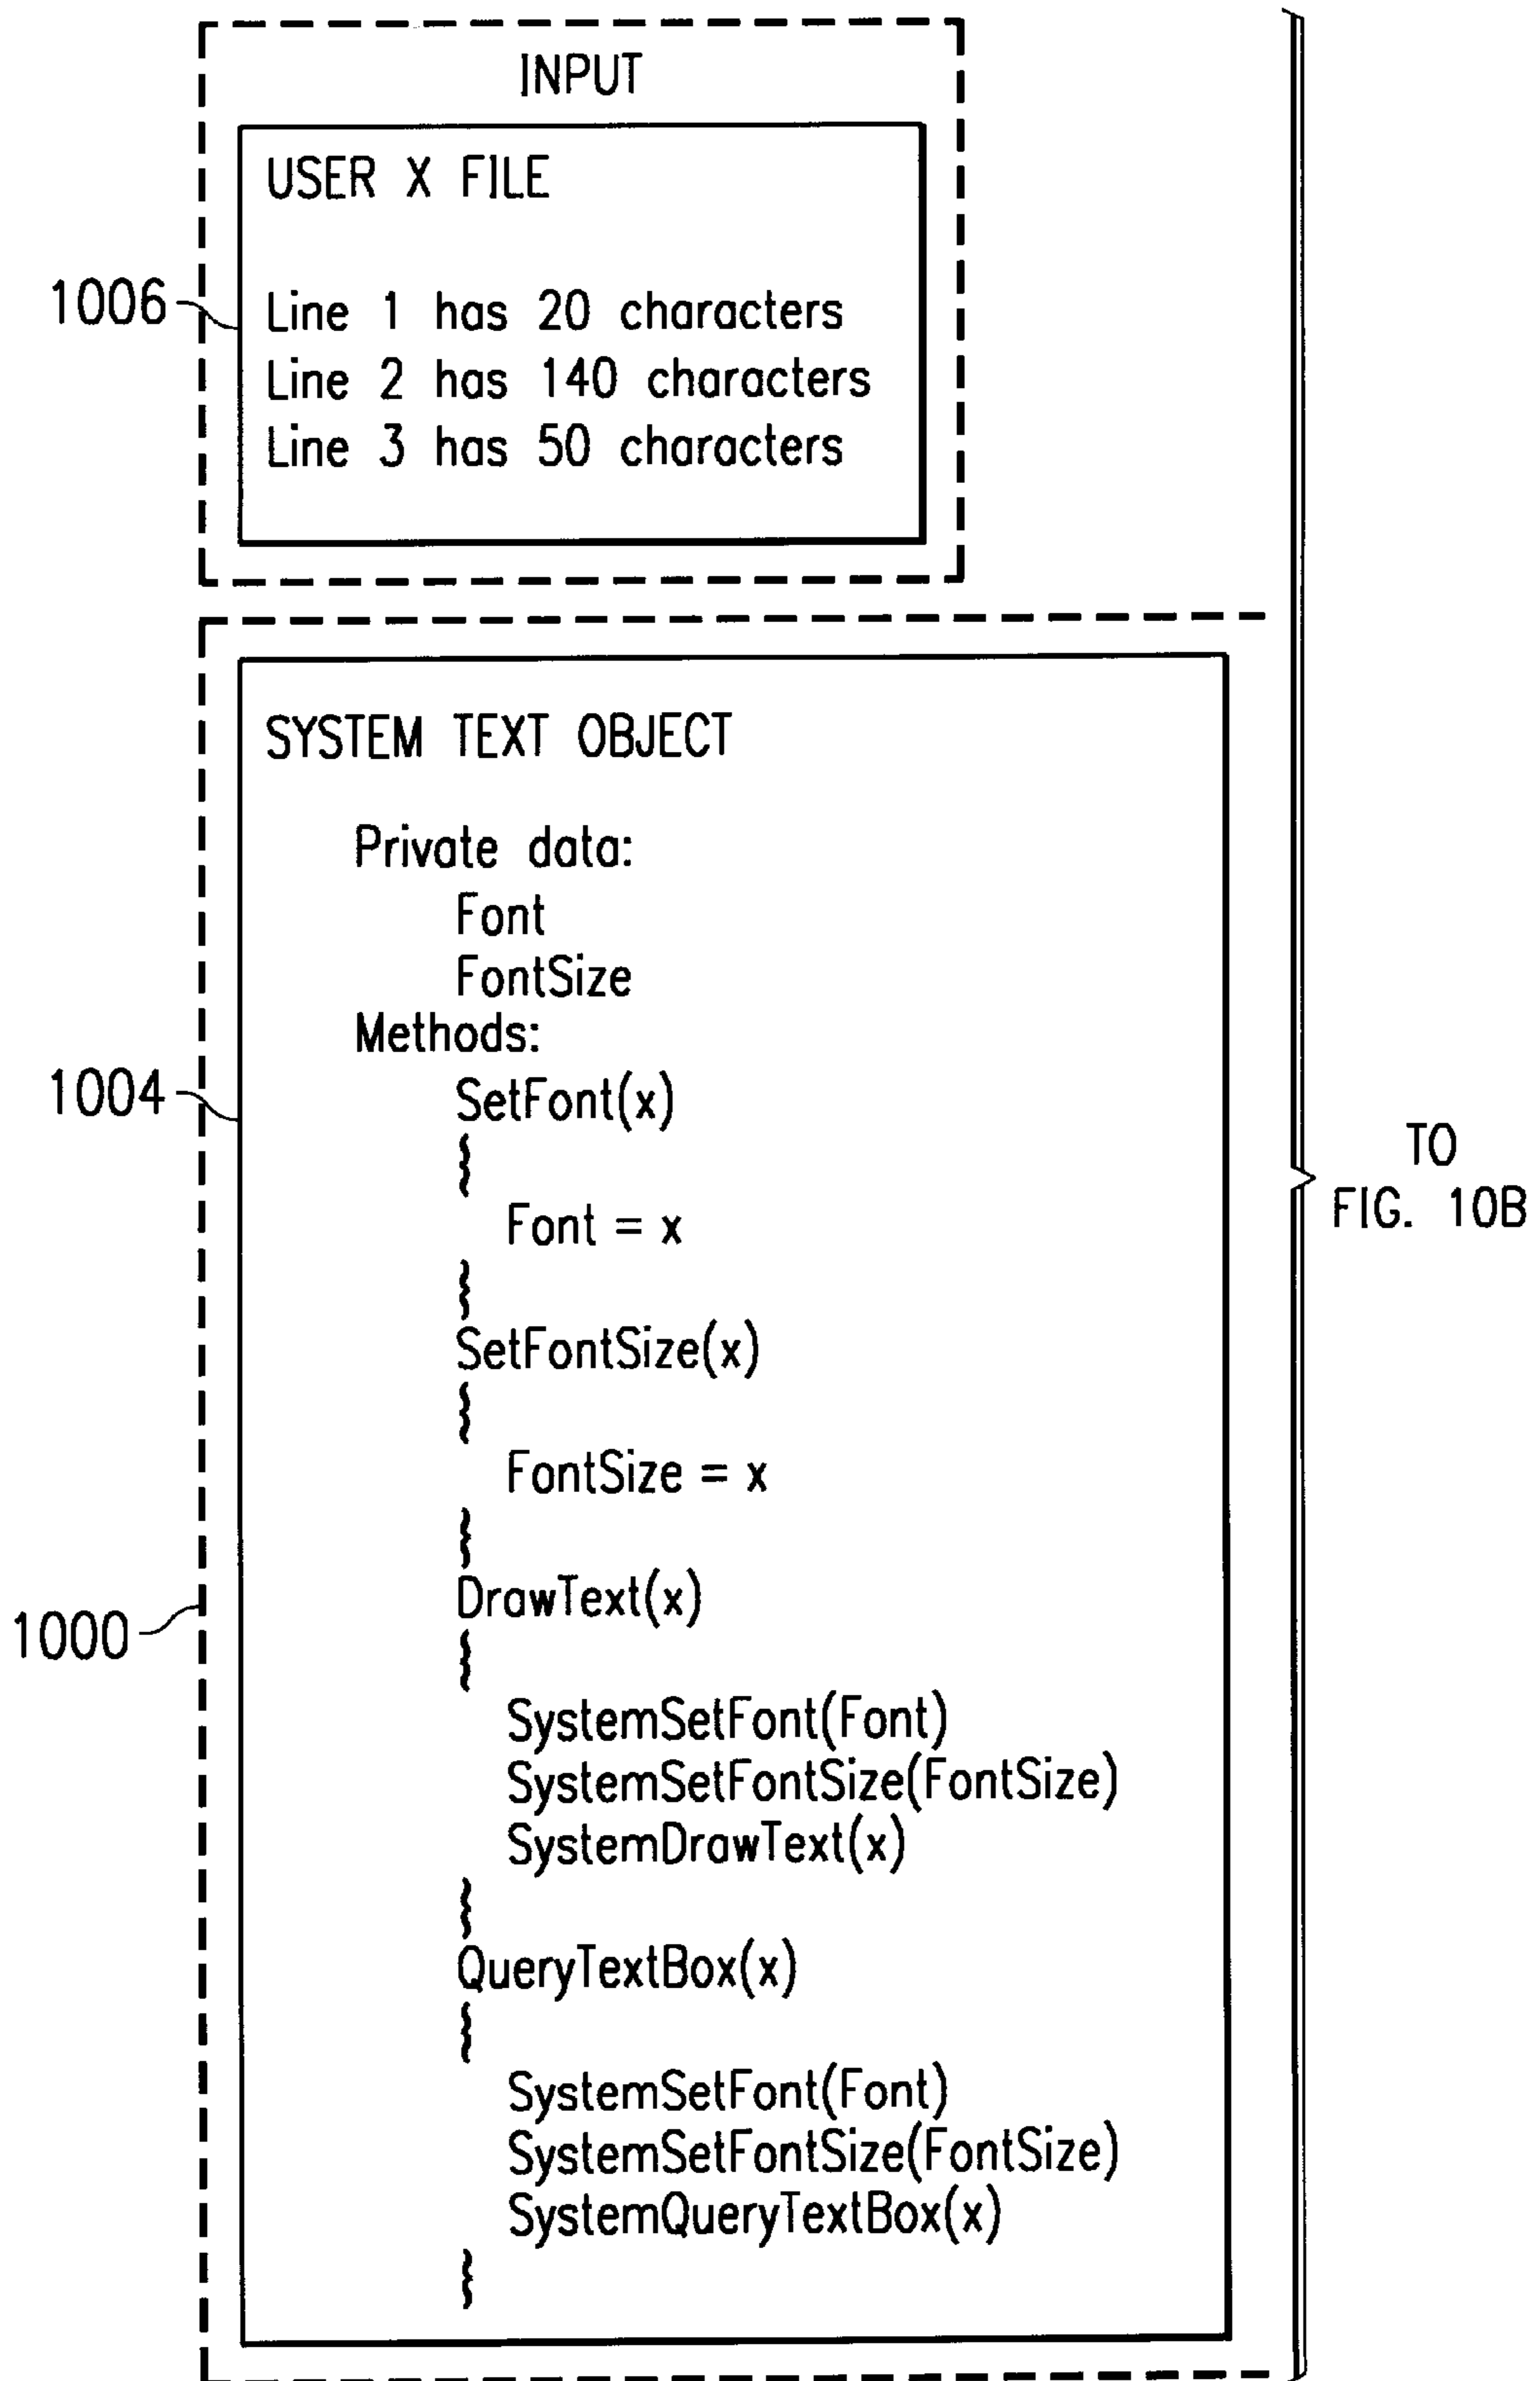 INPUT
USER X FILE
1006
Line 1 has 20 characters
Line 2 has 140 characters
Line 3 has 50 characters
SYSTEM TEXT OBJECT
Private data:
Font
FontSize
Methods:
1004
SetFont(x)
{
Font = x
}
SetFontSize(x)
{
FontSize = x
}
DrawText(x)
1000
{
SystemSetFont(Font)
SystemSetFontSize(FontSize)
SystemDrawText(x)
}
QueryTextBox(x)
{
SystemSetFont(Font)
SystemSetFontSize(FontSize)
SystemQueryTextBox(x)
}
TO
FIG. 10B